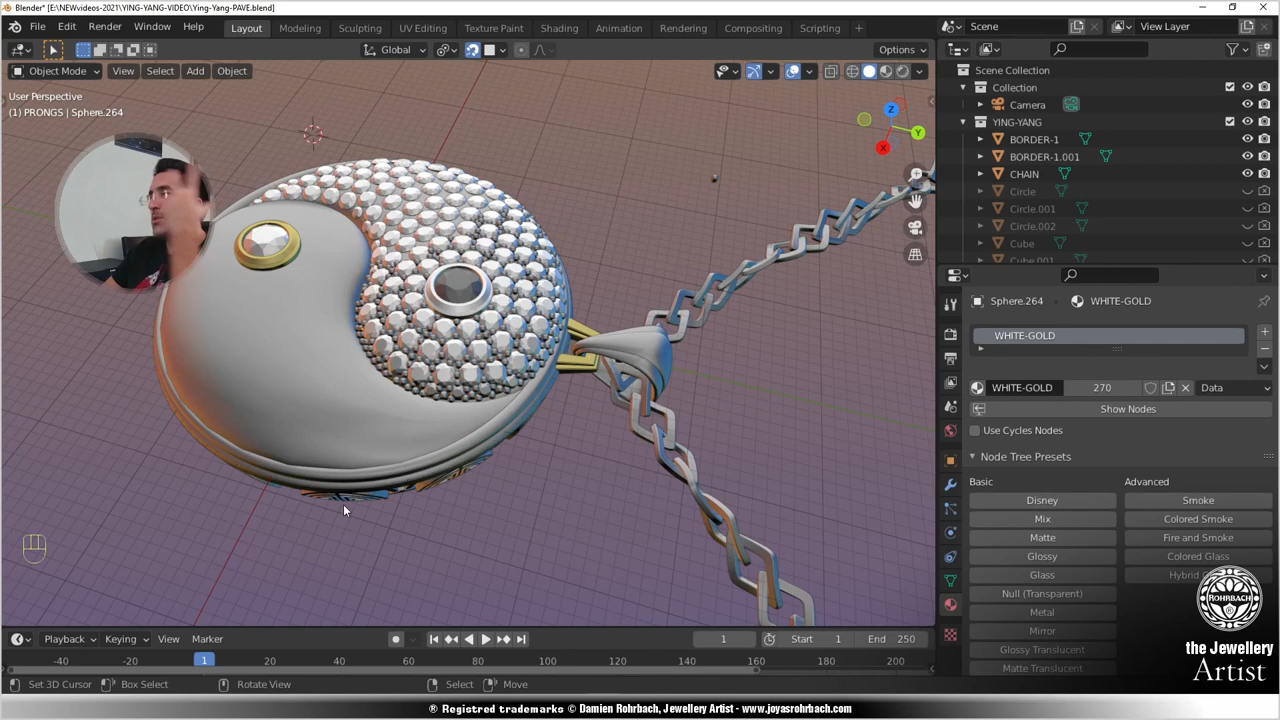 Blender* [E:\NEWvideos-2021\YING-YANG-VIDEO\Ying-Yang-PAVE.blend]
File Edit Render Window Help Layout Modeling Sculpting UV Editing Texture Paint Shading Animation Rendering Compositing Scripting + Scene View Layer
Global Options
Object Mode View Select Add Object
User Perspective
(1) PRONGS | Sphere.264
Z
Y
X
Scene Collection
Collection
Camera
YING-YANG
BORDER-1
BORDER-1.001
CHAIN
Circle
Circle.001
Circle.002
Cube
Cube.001
Sphere.264 WHITE-GOLD
WHITE-GOLD
WHITE-GOLD 270 Data
Show Nodes
Use Cycles Nodes
Node Tree Presets
Basic Advanced
Disney Smoke
Mix Colored Smoke
Matte Fire and Smoke
Glossy Colored Glass
Glass Hybrid
Null (Transparent)
Metal
Mirror
Glossy Translucent
Matte Translucent
ROHRBACH
the Jewellery
Artist
Playback Keying View Marker 1 Start 1 End 250
-40 -20 1 20 40 60 80 100 120 140 160 180 200
Set 3D Cursor Box Select Rotate View Select Move
® Registered trademarks © Damien Rohrbach, Jewellery Artist - www.joyasrohrbach.com